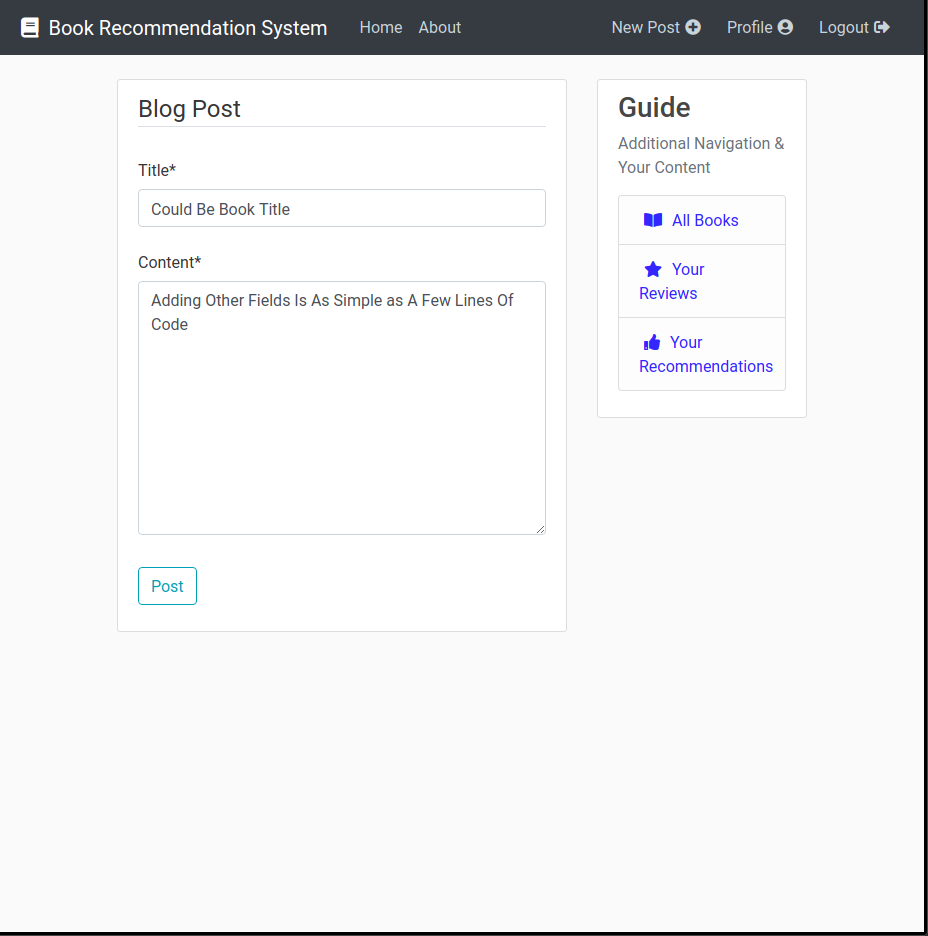 Book Recommendation System Home About New Post Profile Logout
Blog Post
Title*
Could Be Book Title
Content*
Adding Other Fields Is As Simple as A Few Lines Of
Code
Post
Guide
Additional Navigation &
Your Content
All Books
Your
Reviews
Your
Recommendations